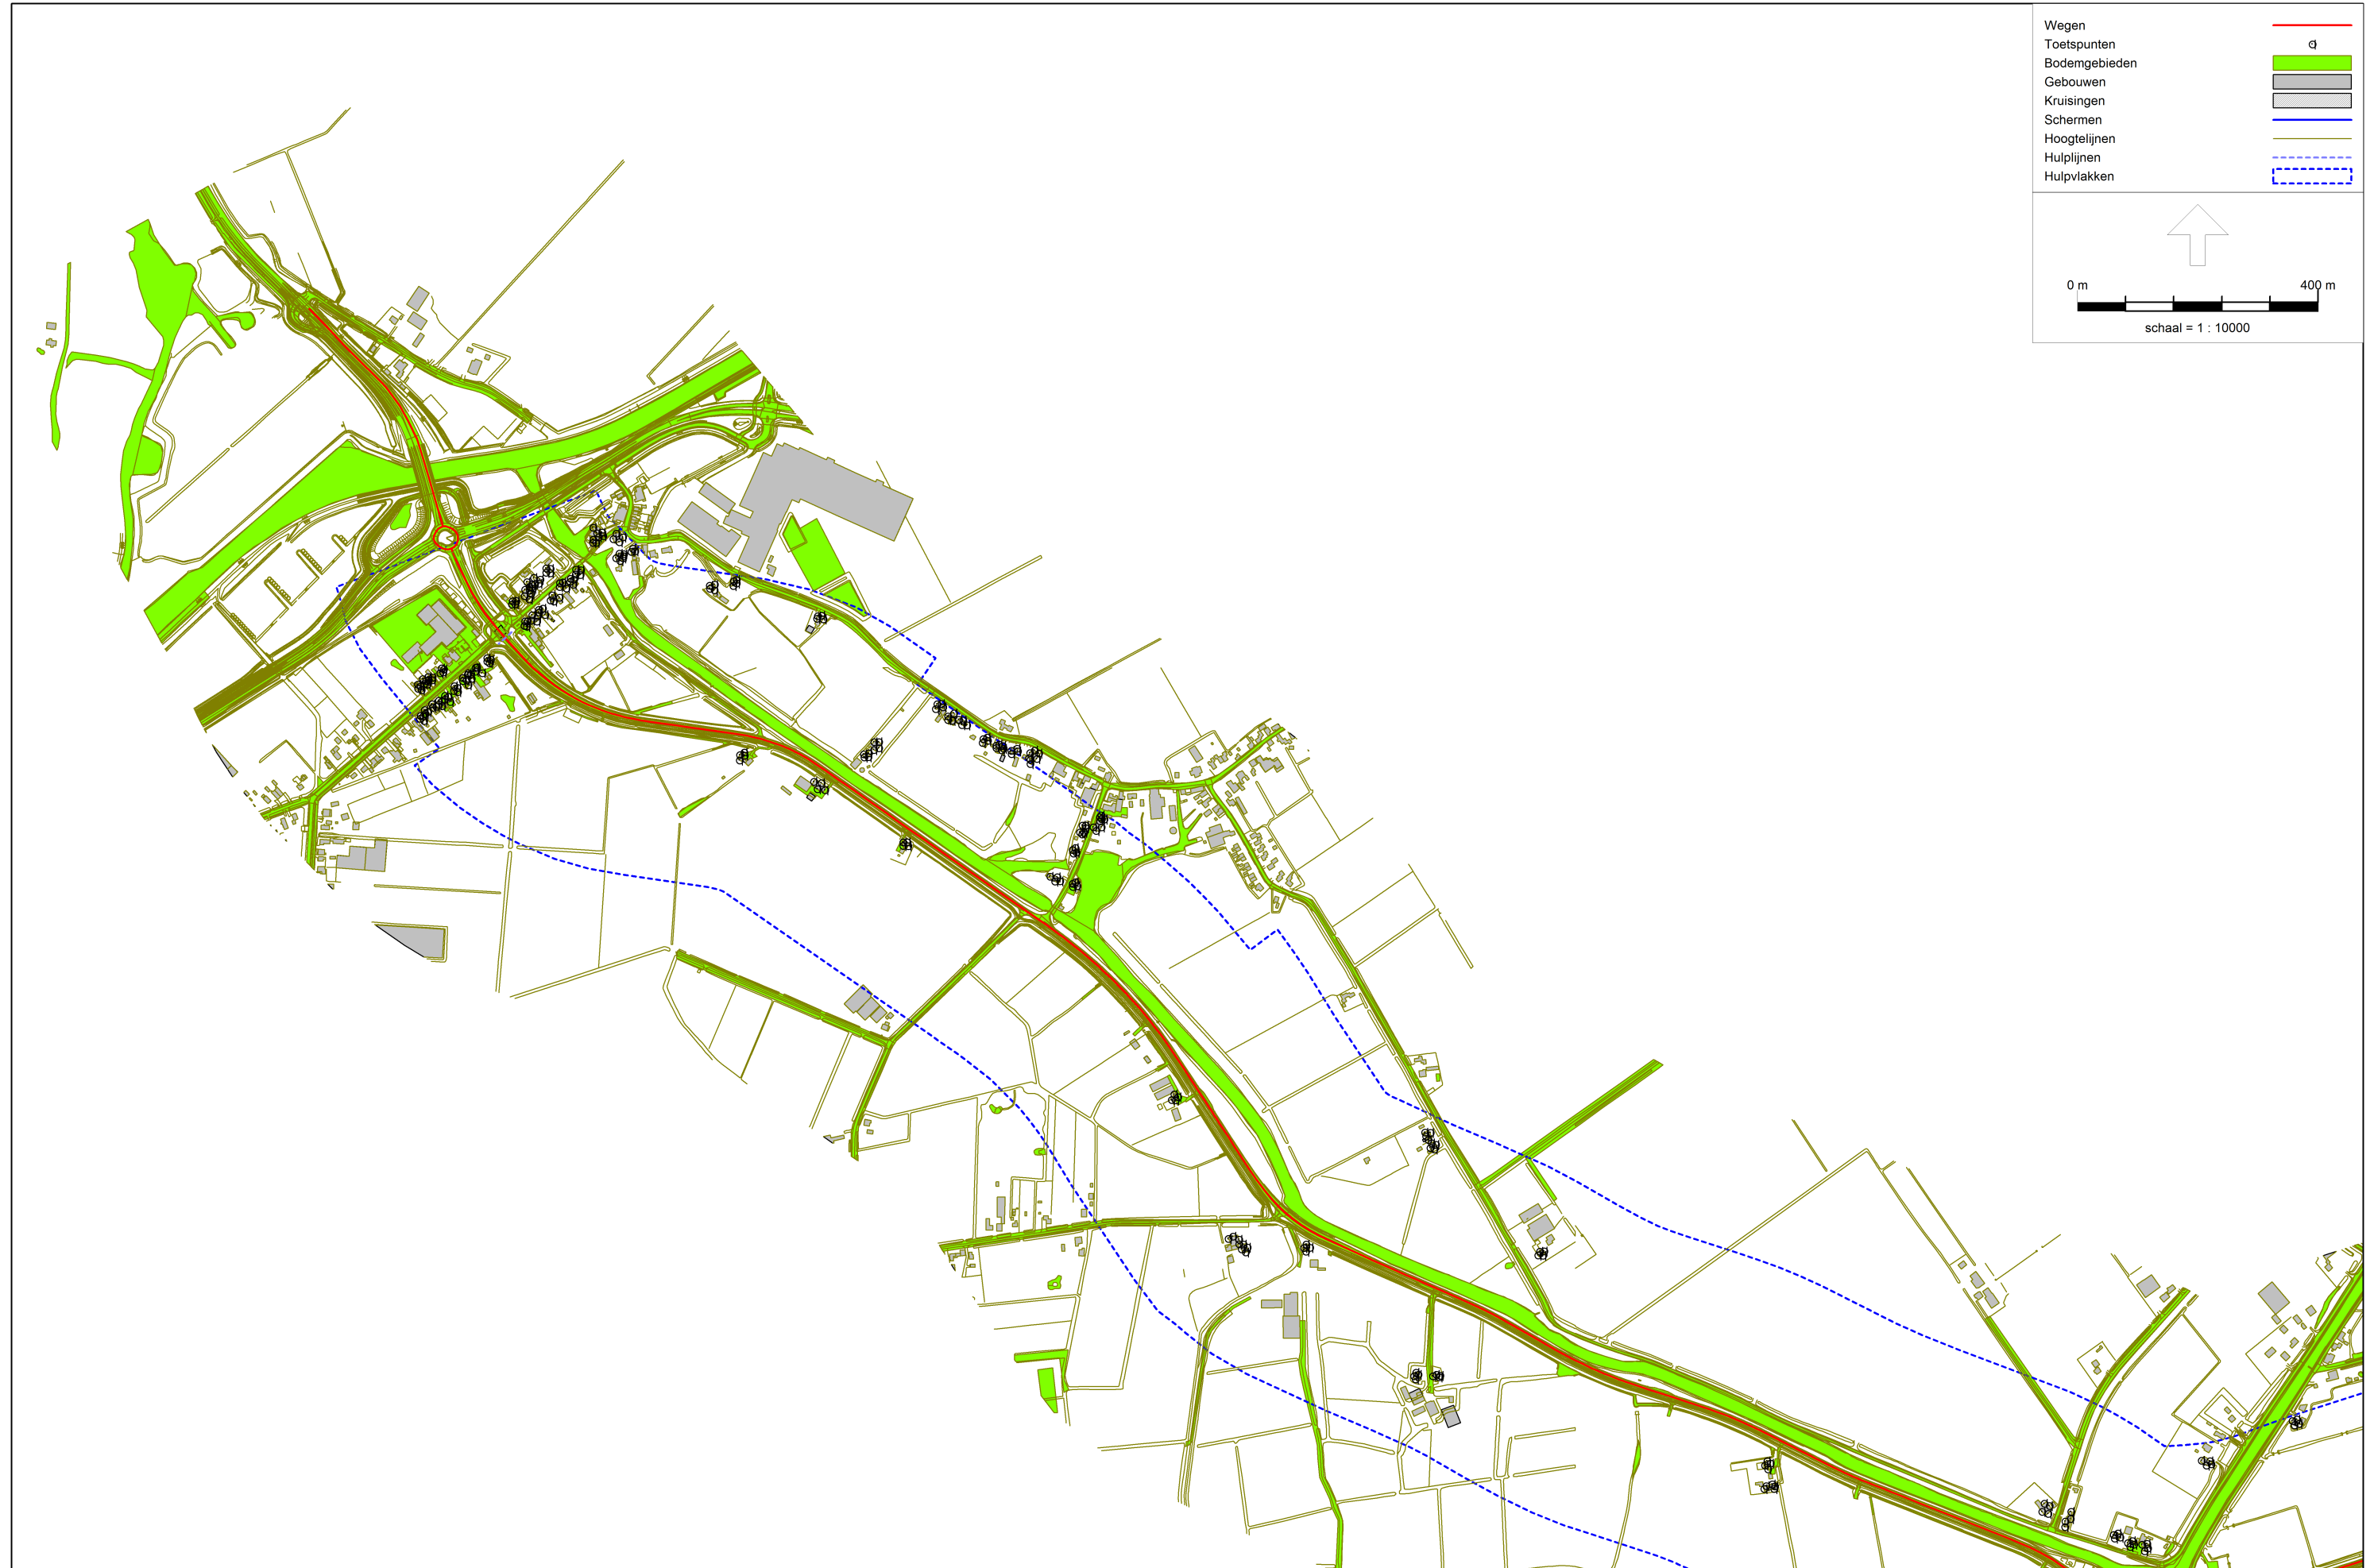 Wegen
Toetspunten
Bodemgebieden
Gebouwen
Kruisingen
Schermen
Hoogtelijnen
Hulplijnen
Hulpvlakken
0 m 400 m
schaal = 1 : 10000